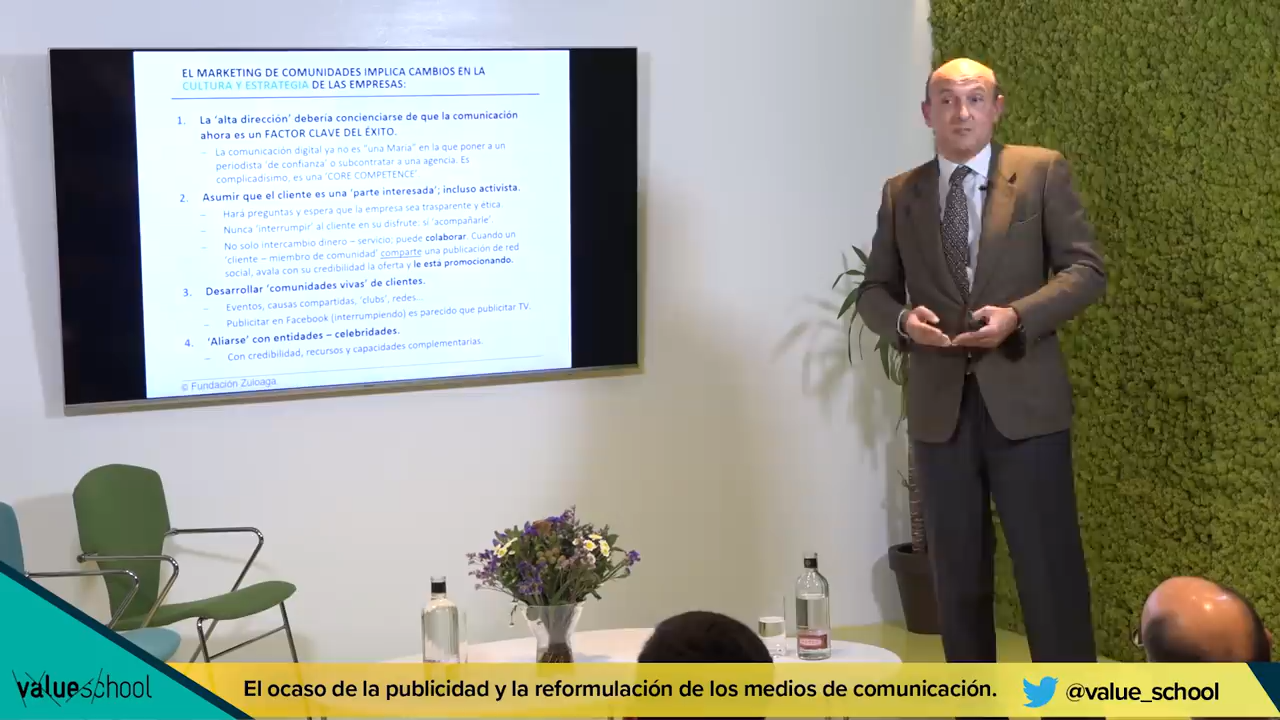 EL MARKETING DE COMUNIDADES IMPLICA CAMBIOS EN LA
CULTURA Y ESTRATEGIA DE LAS EMPRESAS:
1. La 'alta dirección' debería concienciarse de que la comunicación
ahora es un FACTOR CLAVE DEL ÉXITO.
– La comunicación digital ya no es "una Maria" en la que poner a un
periodista 'de confianza' o subcontratar a una agencia. Es
complicadísimo, es una 'CORE COMPETENCE'
2. Asumir que el cliente es una 'parte interesada'; incluso activista.
– Hará preguntas y espera que la empresa sea trasparente y ética.
– Nunca 'interrumpir' al cliente en su disfrute: si 'acompañarle'.
– No solo intercambio dinero – servicio; puede colaborar. Cuando un
'cliente – miembro de comunidad' comparte una publicación de red
social, avala con su credibilidad la oferta y le está promocionando.
3. Desarrollar 'comunidades vivas' de clientes.
– Eventos, causas compartidas, 'clubs', redes...
– Publicitar en Facebook (interrumpiendo) es parecido que publicitar TV.
4. 'Aliarse' con entidades – celebridades.
– Con credibilidad, recursos y capacidades complementarias.
© Fundación Zuloaga
valueschool
El ocaso de la publicidad y la reformulación de los medios de comunicación.
@value_school